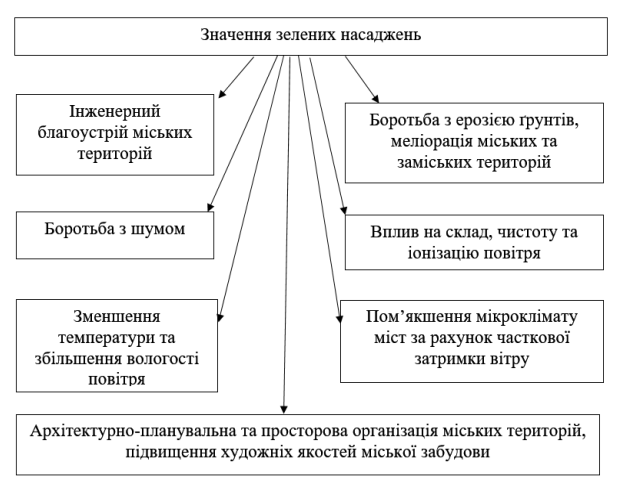 Значення зелених насаджень
Інженерний
благоустрій міських
територій
Боротьба з ерозією ґрунтів,
меліорація міських та
заміських територій
Боротьба з шумом
Вплив на склад, чистоту та
іонізацію повітря
Зменшення
температури та
збільшення вологості
повітря
Пом’якшення мікроклімату
міст за рахунок часткової
затримки вітру
Архітектурно-планувальна та просторова організація міських територій,
підвищення художніх якостей міської забудови